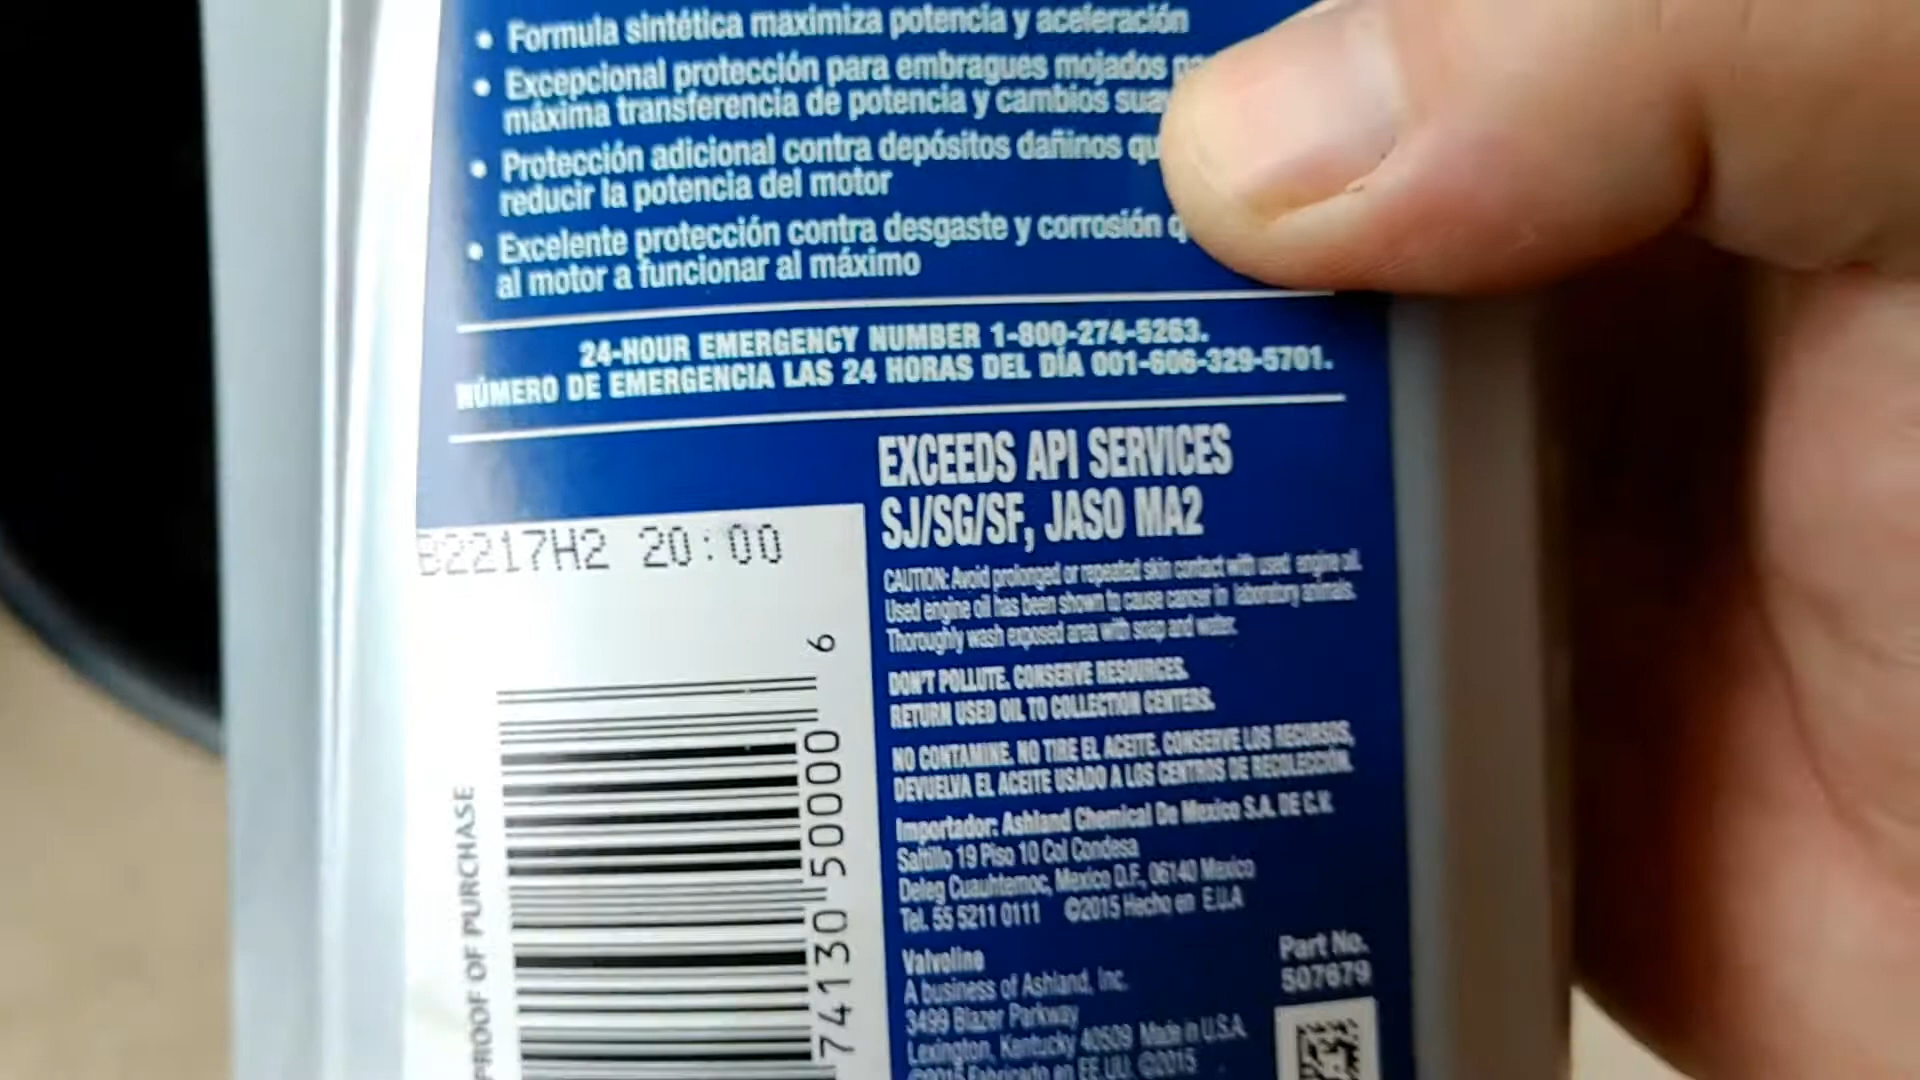 • Formula sintética maximiza potencia y aceleración
• Excepcional protección para embragues mojados
máxima transferencia de potencia y cambios
• Protección adicional contra depósitos dañinos
reducir la potencia del motor
• Excelente protección contra desgaste y corrosión
al motor a funcionar al máximo
24-HOUR EMERGENCY NUMBER 1-800-274-5263.
NÚMERO DE EMERGENCIA LAS 24 HORAS DEL DÍA 001-606-329-5701.
EXCEEDS API SERVICES
SJ/SG/SF, JASO MA2
B2217H2 20:00
CAUTION: Avoid prolonged or repeated skin contact with used engine oil.
Used engine oil has been shown to cause cancer in laboratory animals.
Thoroughly wash exposed area with soap and water.
DON'T POLLUTE. CONSERVE RESOURCES.
RETURN USED OIL TO COLLECTION CENTERS.
NO CONTAMINE. NO TIRE EL ACEITE. CONSERVE LOS RECURSOS,
DEVUELVA EL ACEITE USADO A LOS CENTROS DE RECOLECCIÓN.
Importador: Ashland Chemical De Mexico S.A. DE C.V.
Saltillo 19 Piso 10 Col Condesa
Deleg Cuauhtemoc, Mexico D.F., 06140 Mexico
Tel. 55 5211 0111 ©2015 Hecho en E.U.A
Valvoline
A business of Ashland, Inc.
3499 Blazer Parkway
Lexington, Kentucky 40509 Made in U.S.A.
©2015 Fabricado en EE.UU. ©2015
Part No.
507679
PROOF OF PURCHASE
74130 50000 6